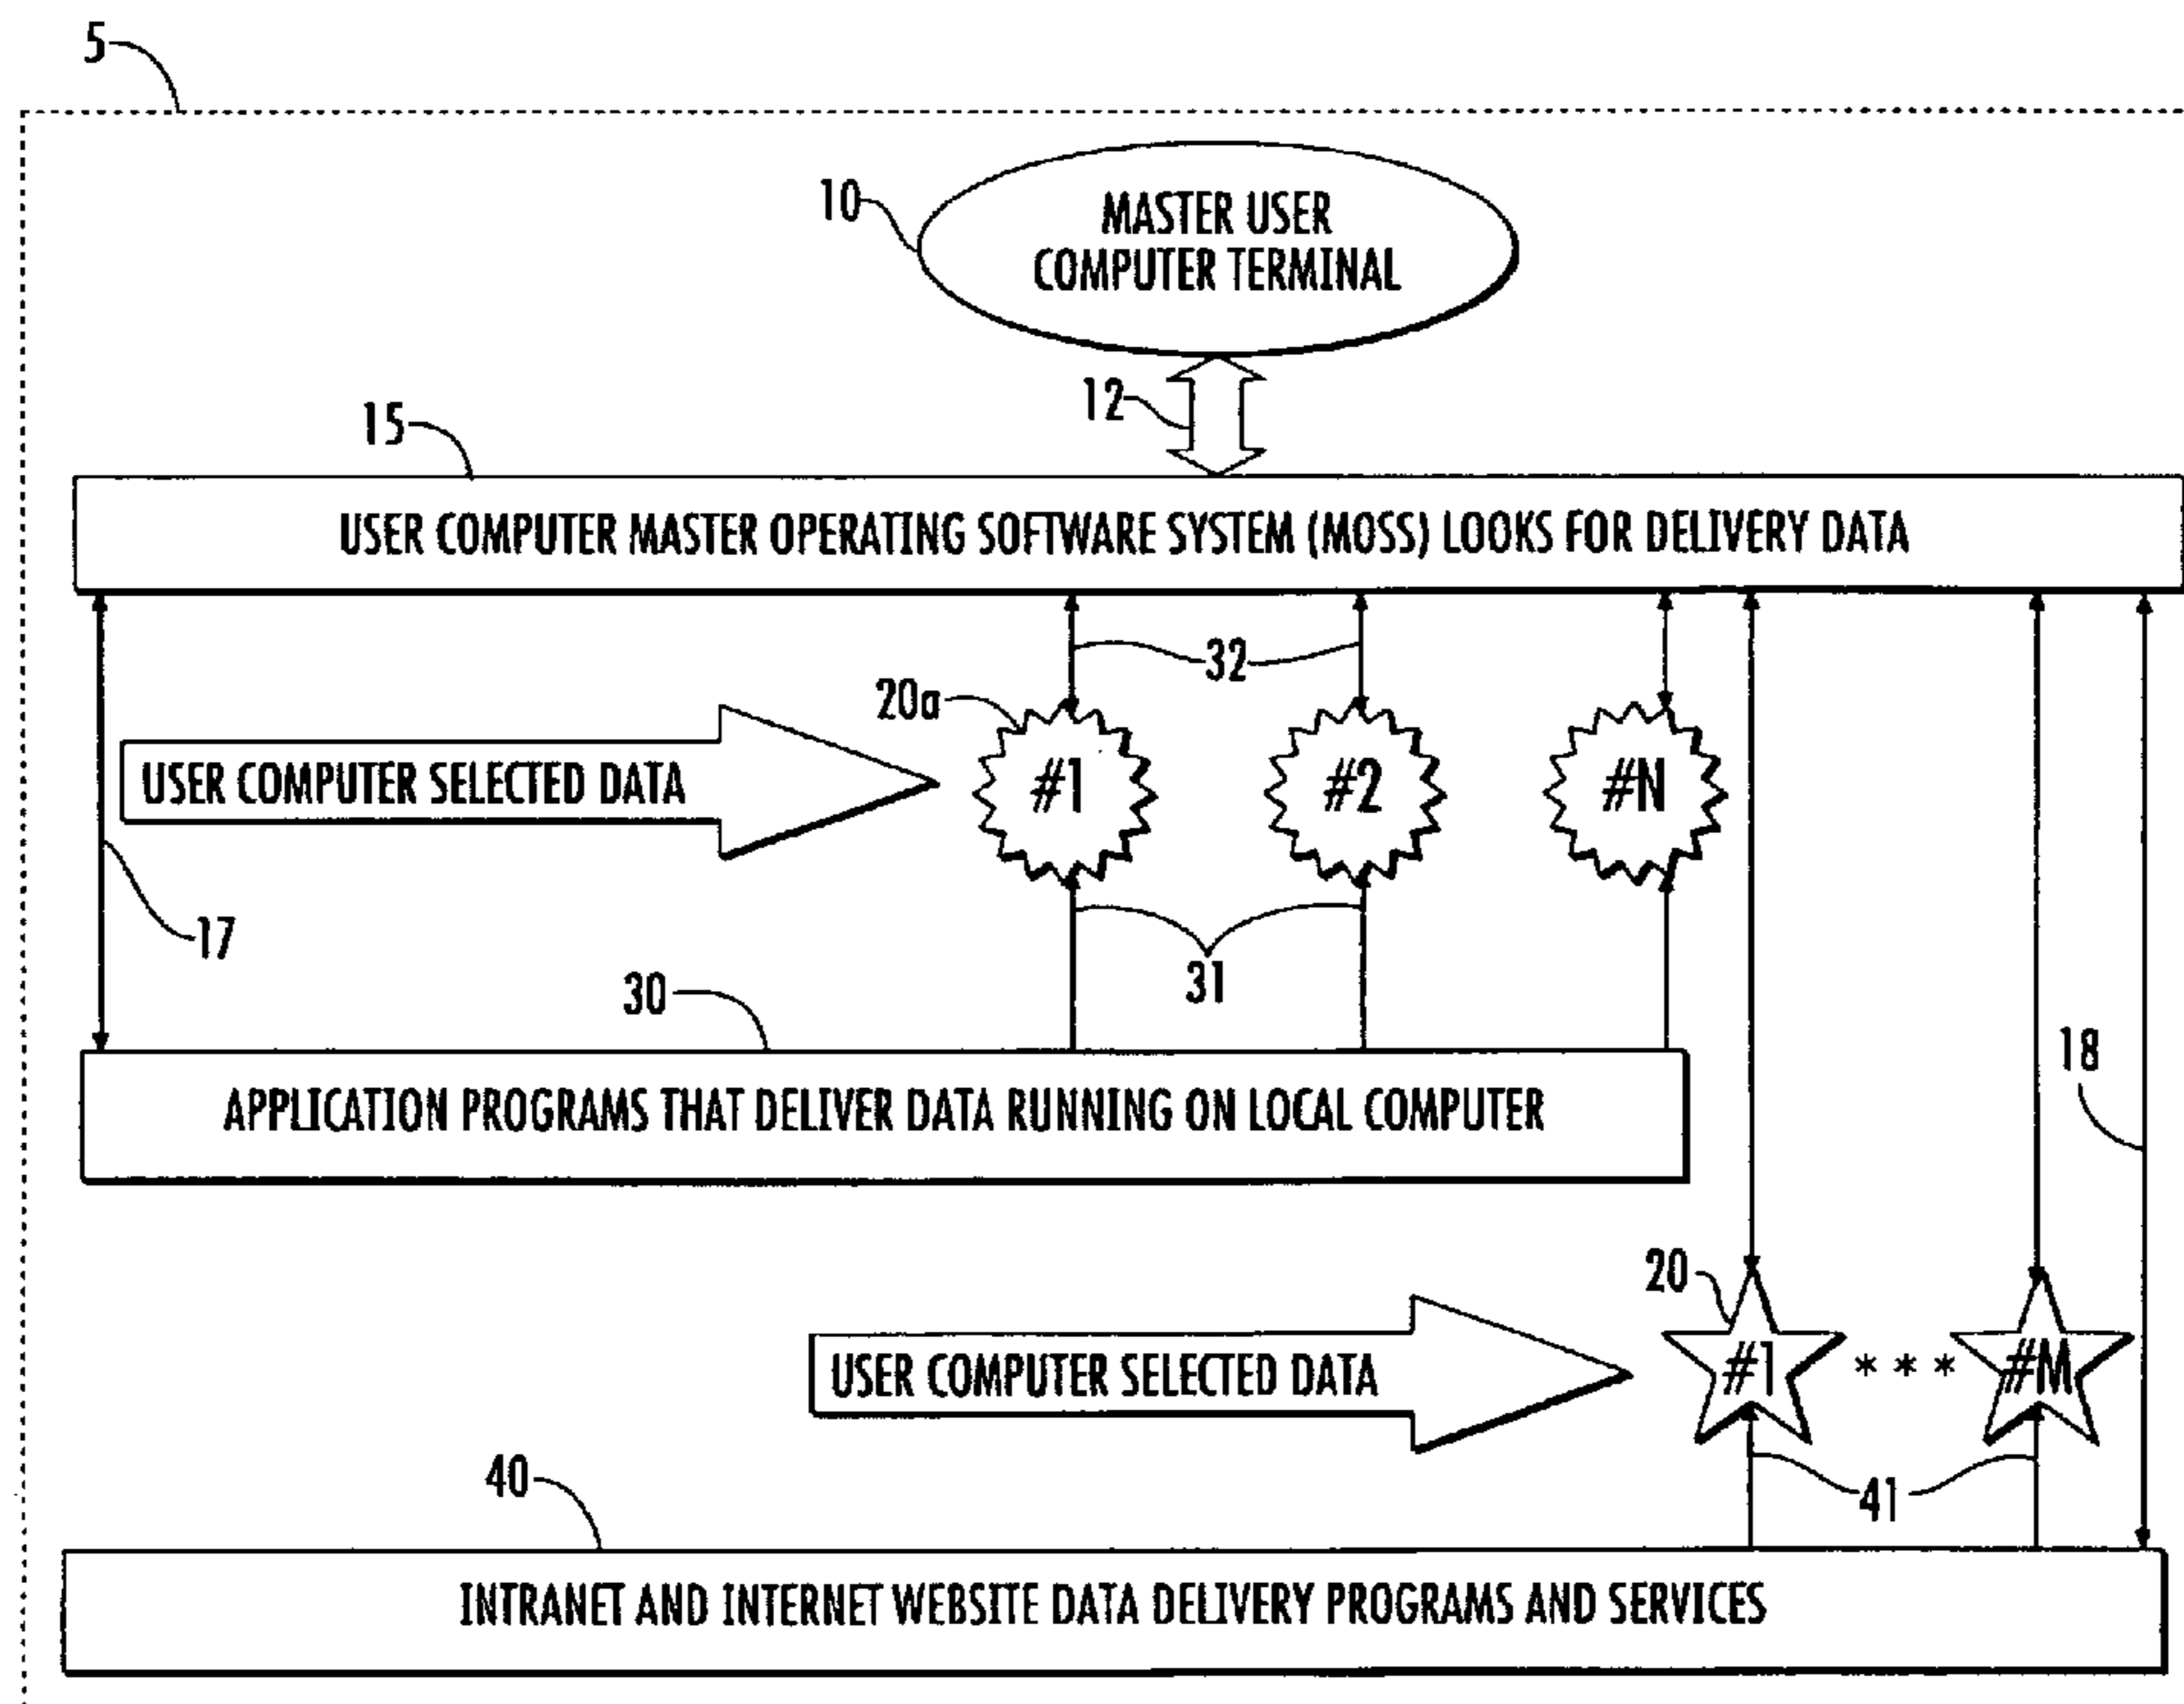 5
10
MASTER USER
COMPUTER TERMINAL
12
15
USER COMPUTER MASTER OPERATING SOFTWARE SYSTEM (MOSS) LOOKS FOR DELIVERY DATA
32
20a
USER COMPUTER SELECTED DATA
#1
#2
#N
17
31
30
18
APPLICATION PROGRAMS THAT DELIVER DATA RUNNING ON LOCAL COMPUTER
20
USER COMPUTER SELECTED DATA
#1
* * *
#M
40
41
INTRANET AND INTERNET WEBSITE DATA DELIVERY PROGRAMS AND SERVICES